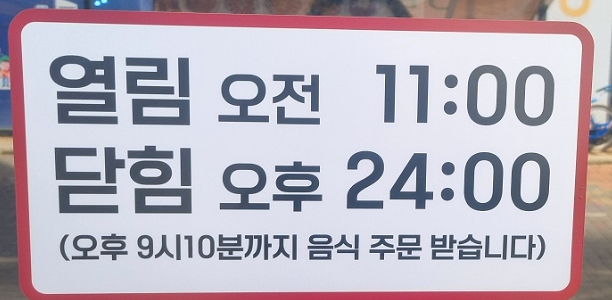 열림 오전 11:00
닫힘 오후 24:00
(오후 9시10분까지 음식 주문 받습니다)